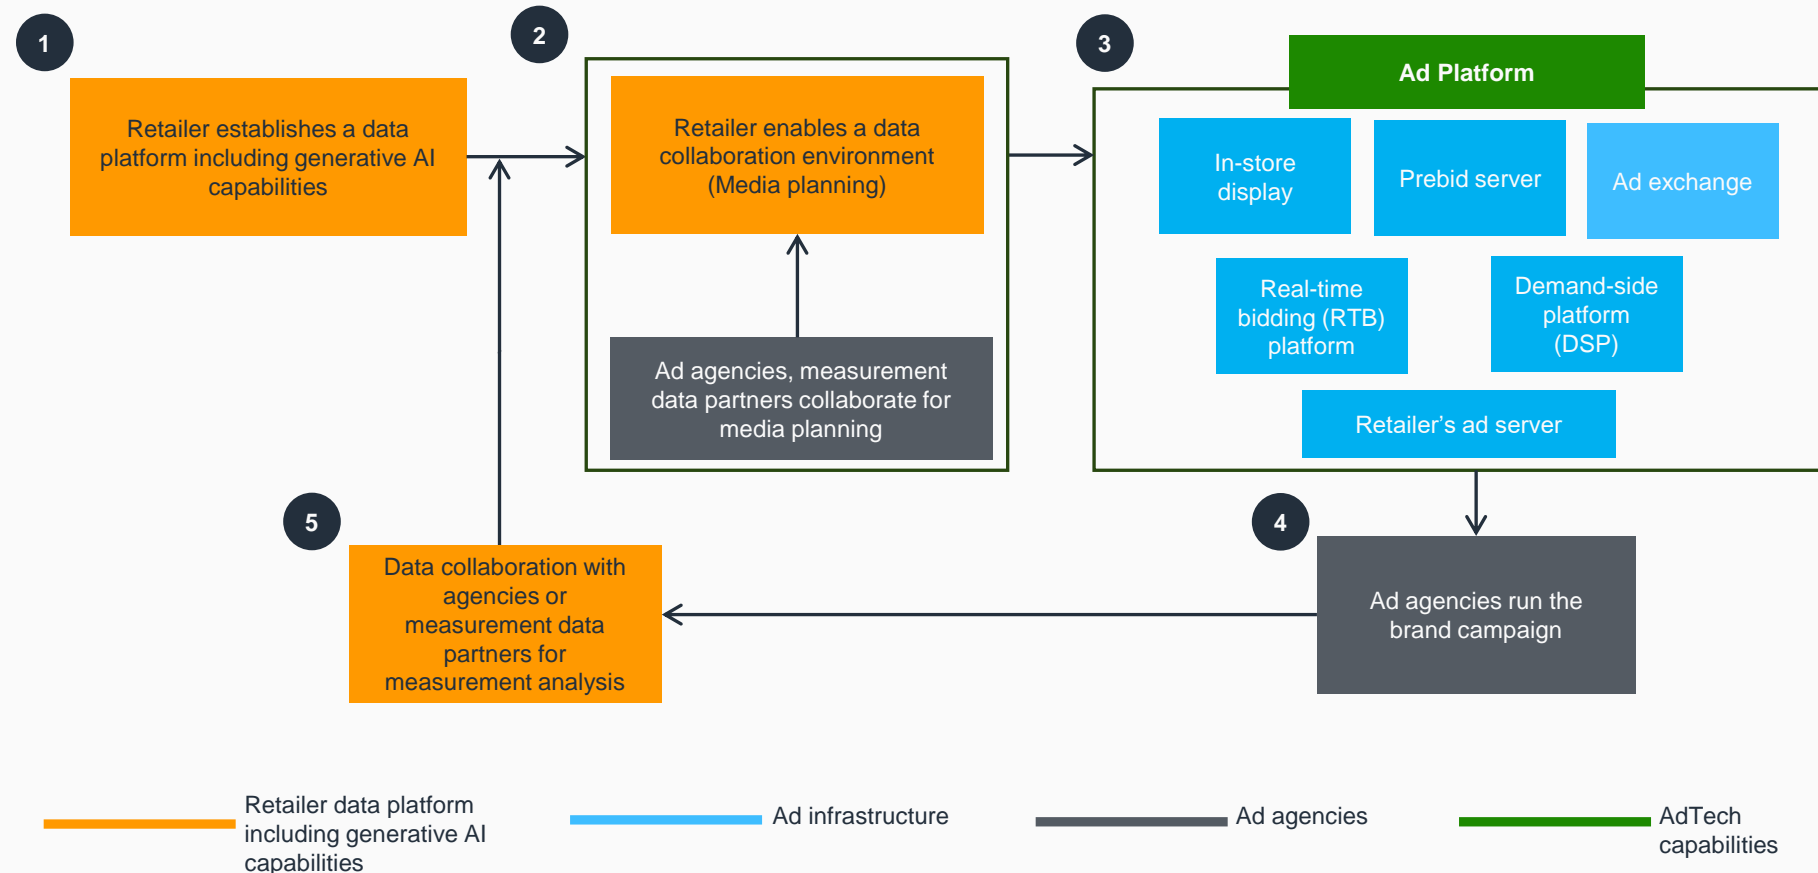 1
Retailer establishes a data
platform including generative AI
capabilities
2
Retailer enables a data
collaboration environment
(Media planning)
Ad agencies, measurement
data partners collaborate for
media planning
3
Ad Platform
In-store
display
Prebid server
Ad exchange
Real-time
bidding (RTB)
platform
Demand-side
platform
(DSP)
Retailer’s ad server
4
Ad agencies run the
brand campaign
5
Data collaboration with
agencies or
measurement data
partners for
measurement analysis
Retailer data platform
including generative AI
capabilities
Ad infrastructure
Ad agencies
AdTech
capabilities